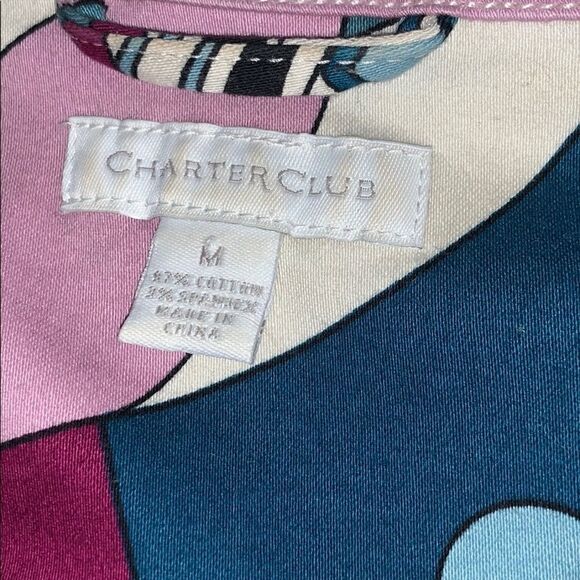 CHARTER CLUB
M
97% COTTON
3% SPANDEX
MADE IN
CHINA